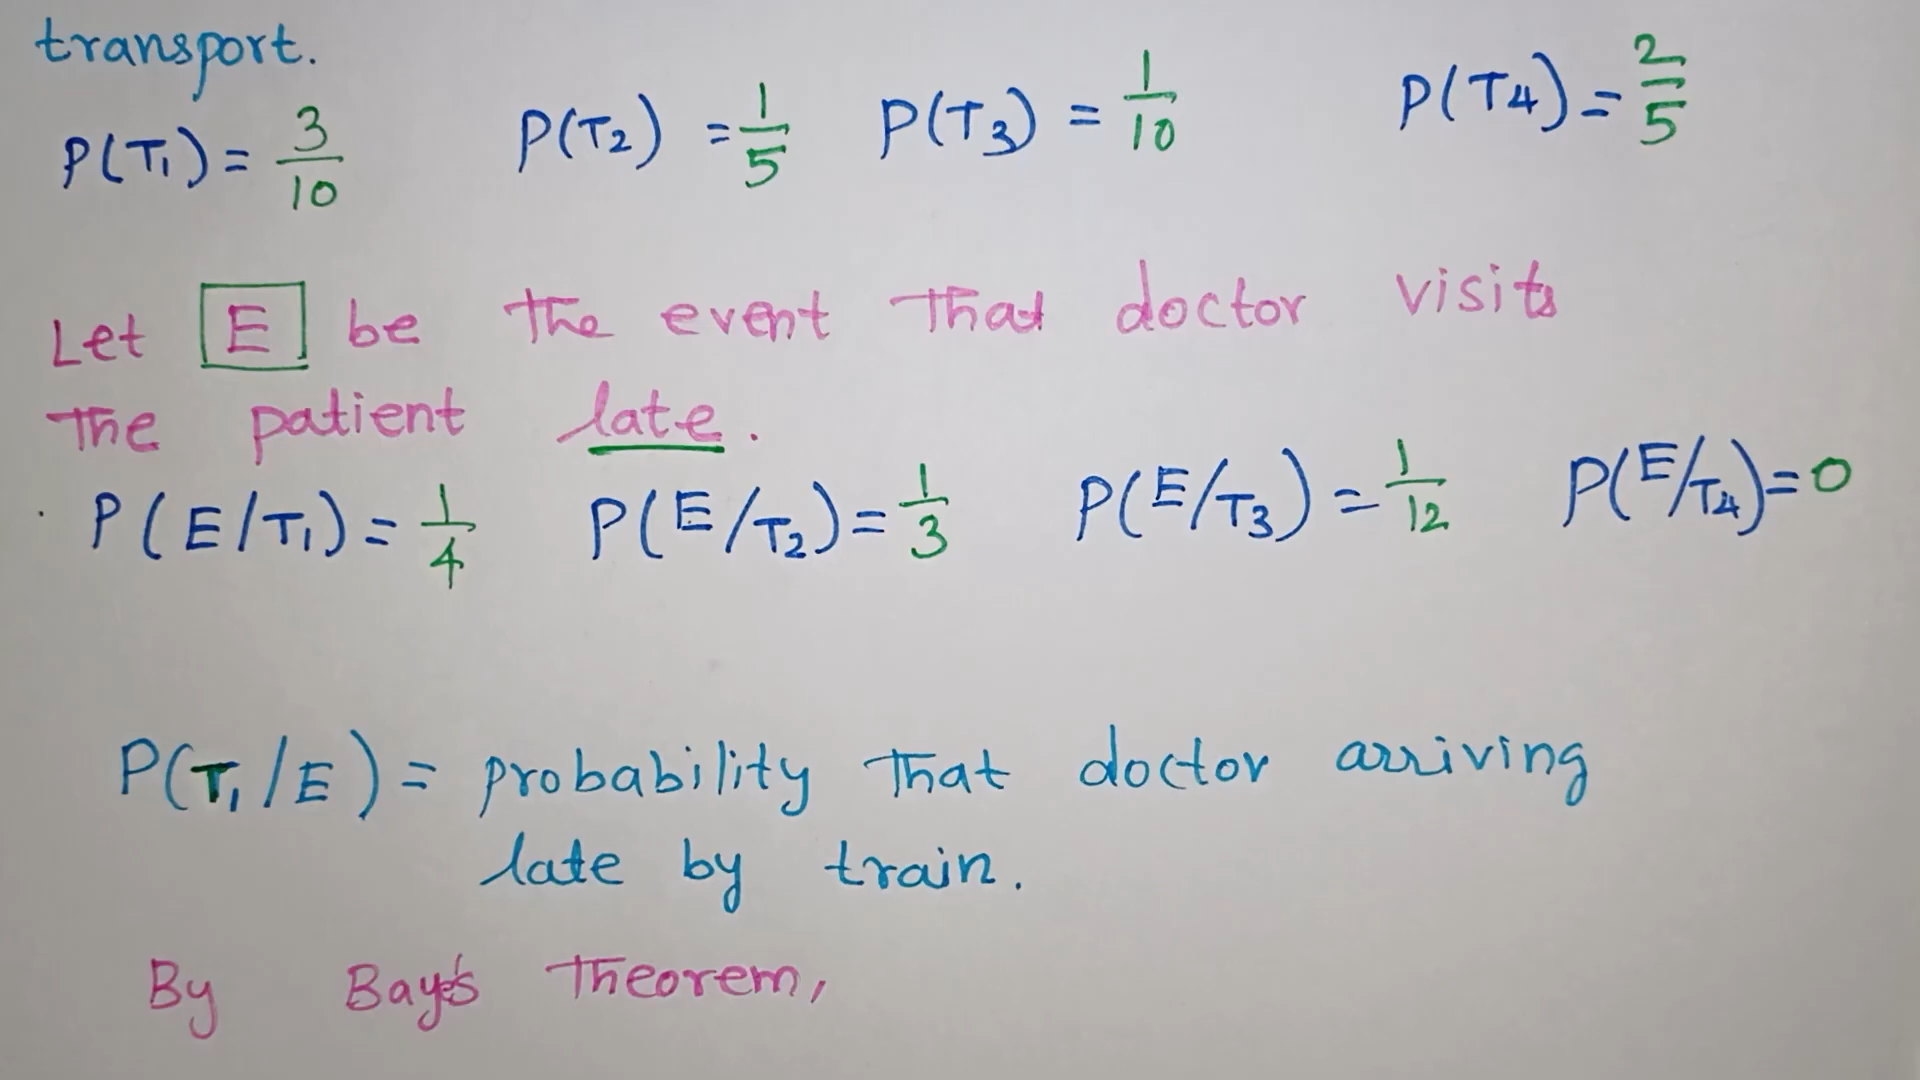 transport.
P(T1) = 3/10 P(T2) = 1/5 P(T3) = 1/10 P(T4) = 2/5
Let E be the event that doctor visits
the patient late.
P(E/T1) = 1/4 P(E/T2) = 1/3 P(E/T3) = 1/12 P(E/T4) = 0
P(T1/E) = probability that doctor arriving
late by train.
By Bay's Theorem,